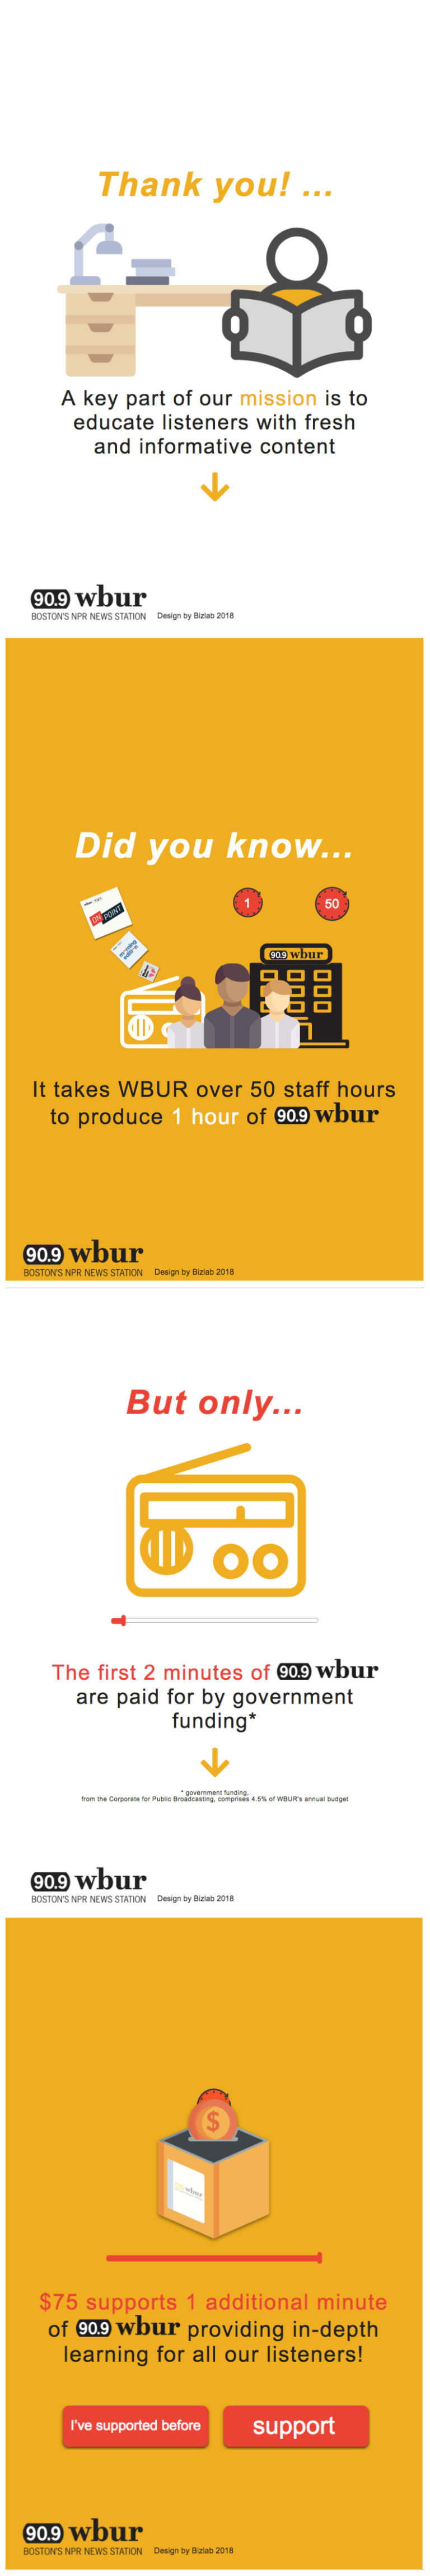 Thank you! ...
A key part of our mission is to
educate listeners with fresh
and informative content
90.9 wbur
BOSTON'S NPR NEWS STATION Design by Bizlab 2018
Did you know...
1
50
ON POINT
90.9 wbur
It takes WBUR over 50 staff hours
to produce 1 hour of 90.9 wbur
90.9 wbur
BOSTON'S NPR NEWS STATION Design by Bizlab 2018
But only...
The first 2 minutes of 90.9 wbur
are paid for by government
funding*
* government funding,
from the Corporate for Public Broadcasting, comprises 4.5% of WBUR's annual budget
90.9 wbur
BOSTON'S NPR NEWS STATION Design by Bizlab 2018
$
wbur
$75 supports 1 additional minute
of 90.9 wbur providing in-depth
learning for all our listeners!
I've supported before
support
90.9 wbur
BOSTON'S NPR NEWS STATION Design by Bizlab 2018